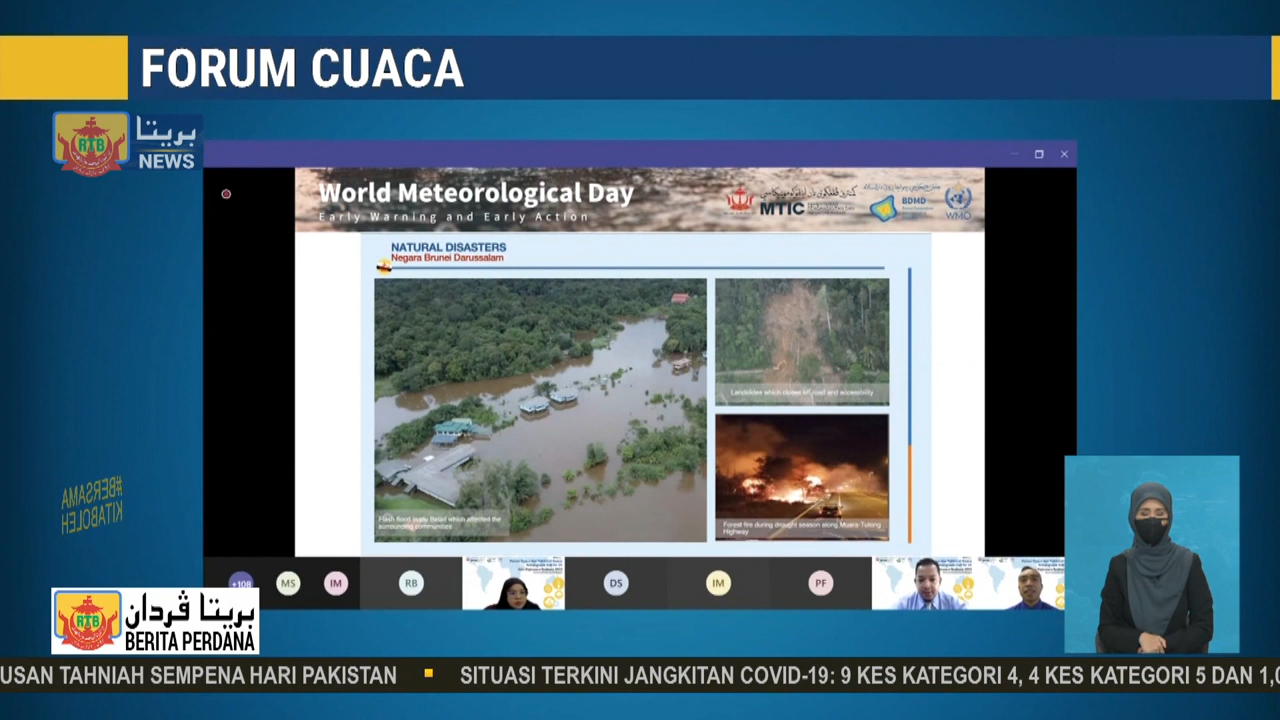 FORUM CUACA
RTB
بريتا
NEWS
World Meteorological Day
Early Warning and Early Action
MTIC
BDMD
WMO
NATURAL DISASTERS
Negara Brunei Darussalam
Landslides which closes off road and accessibility
Flash flood in
Belait which affected the
surrounding communities
Forest fire during drought season along Muara-Tutong
Highway
#BERSAMA
KITABOLEH
+108
MS
IM
RB
DS
IM
PF
RTB
بريتا ڤردان
BERITA PERDANA
USAN TAHNIAH SEMPENA HARI PAKISTAN
SITUASI TERKINI JANGKITAN COVID-19: 9 KES KATEGORI 4, 4 KES KATEGORI 5 DAN 1,0